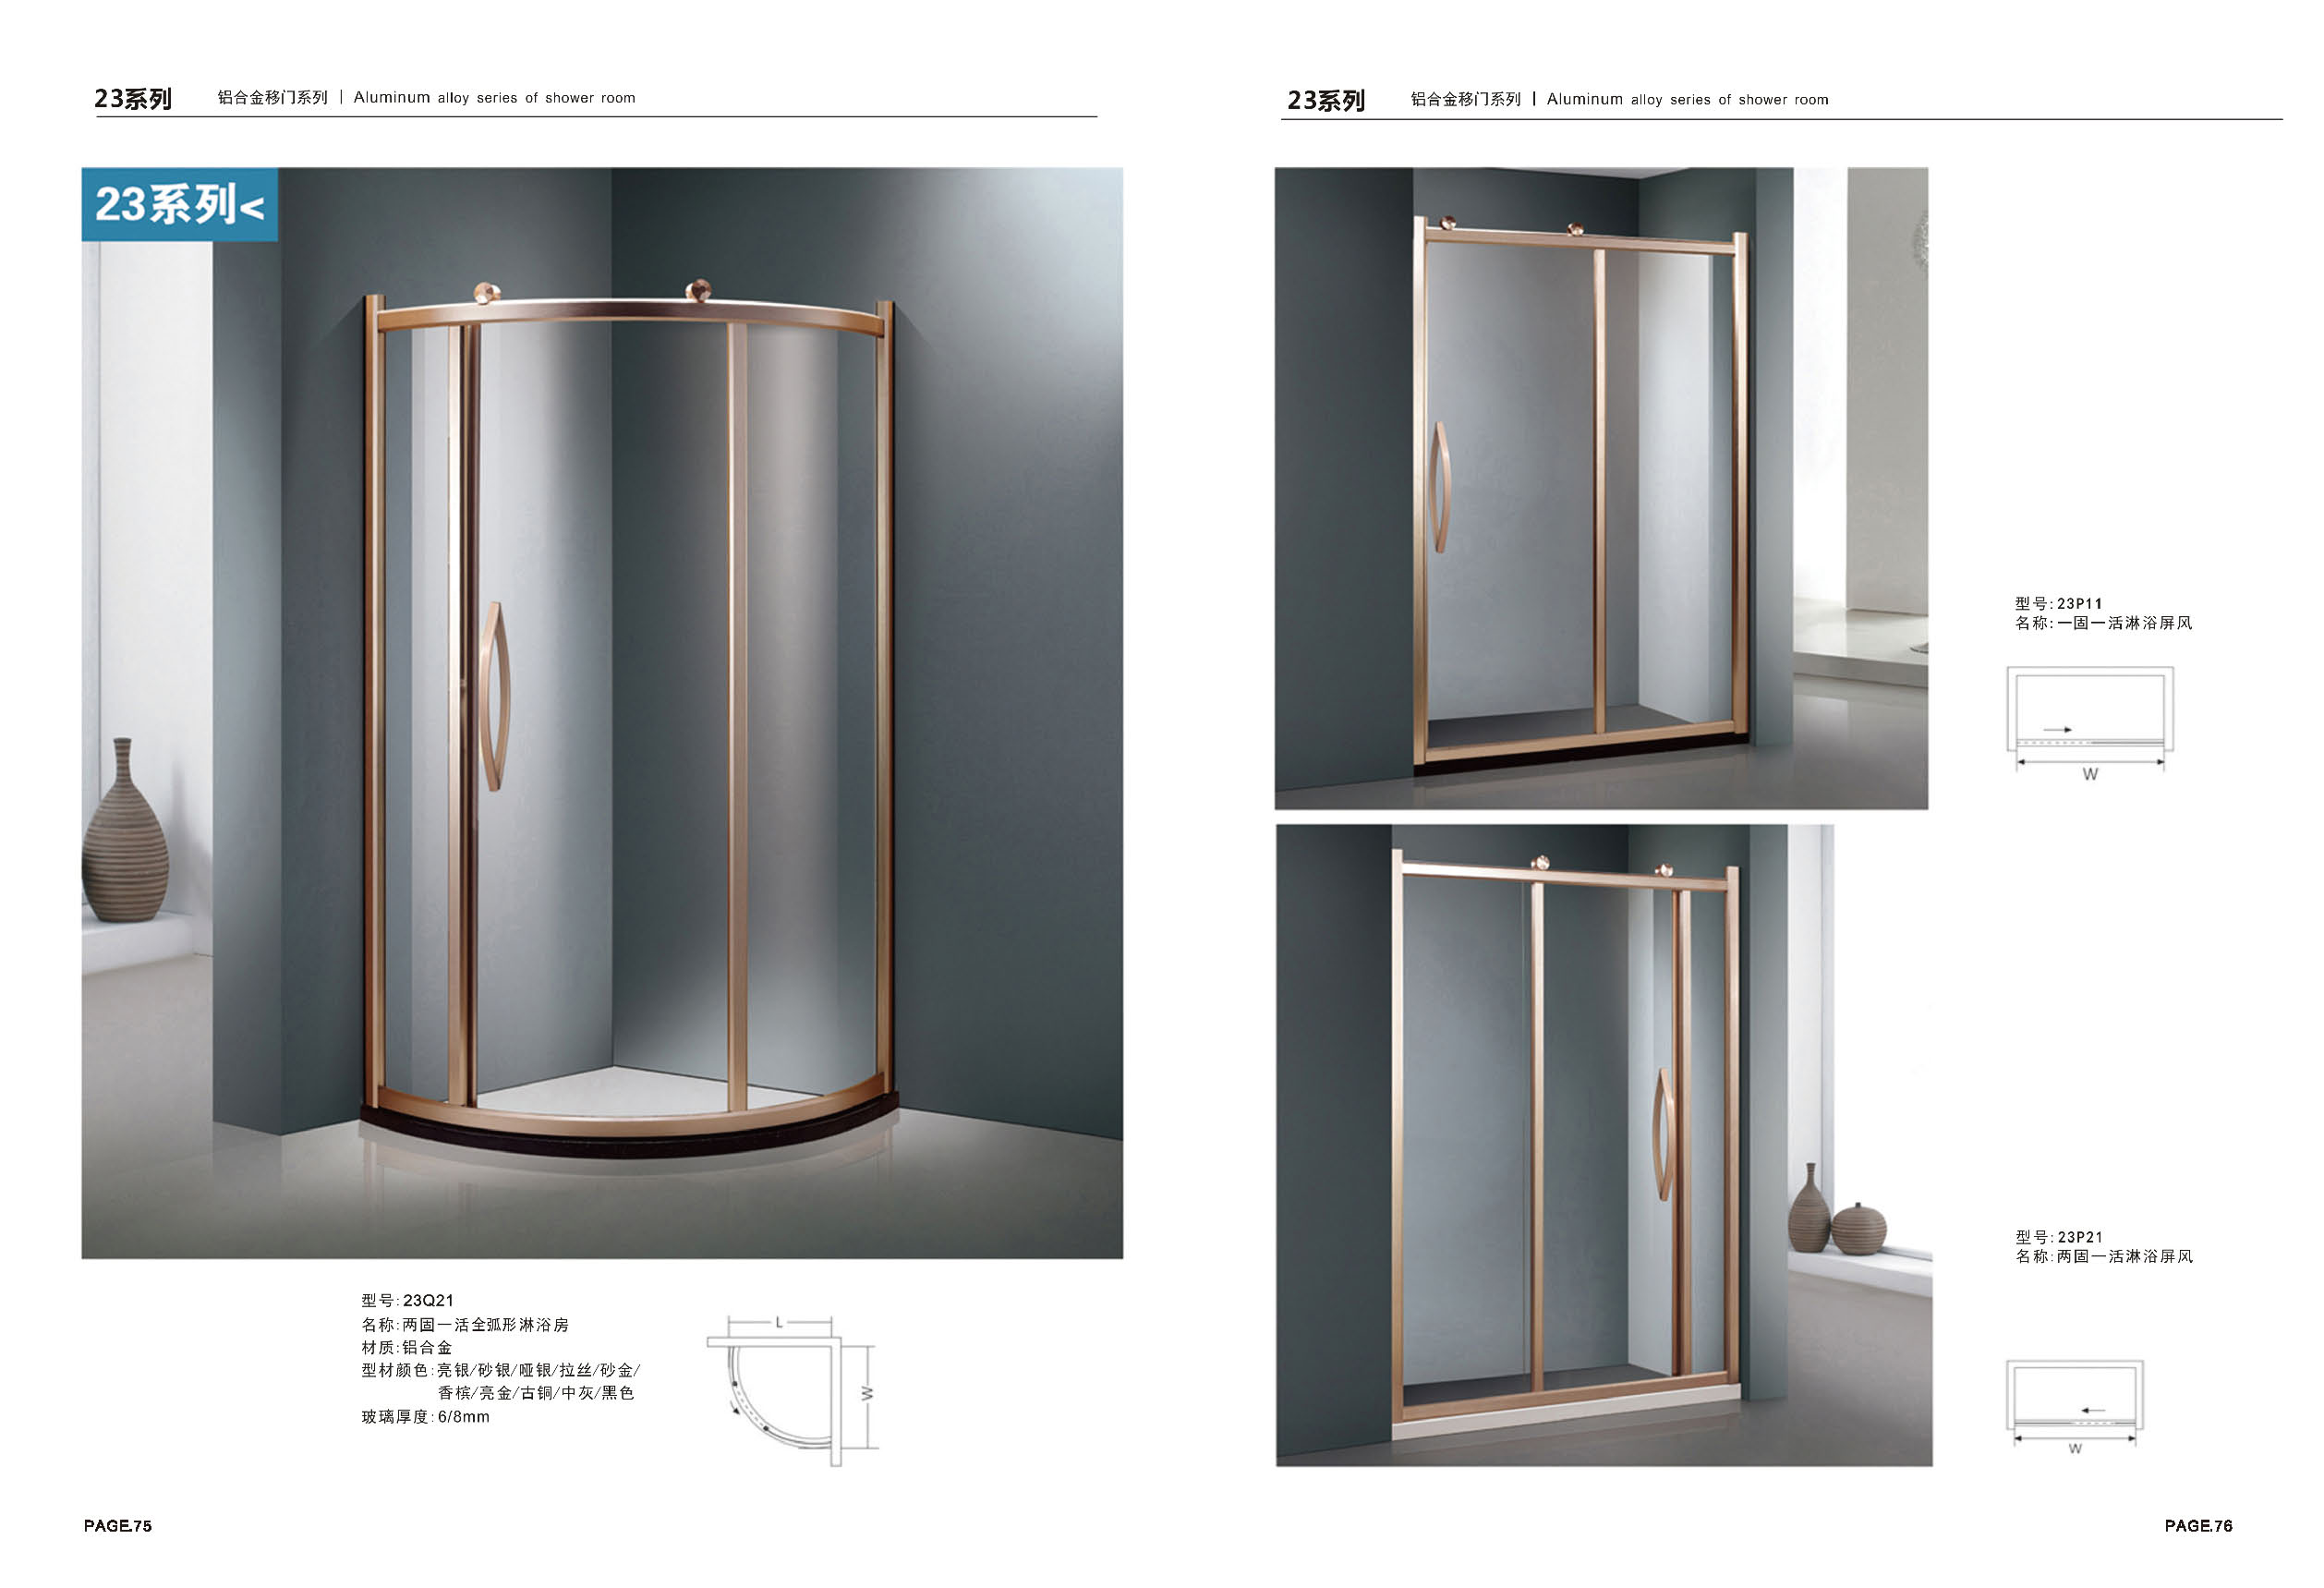 23系列 铝合金移门系列 | Aluminum alloy series of shower room
23系列<
型号:23Q21
名称:两固一活全弧形淋浴房
材质:铝合金
型材颜色:亮银/砂银/哑银/拉丝/砂金/
香槟/亮金/古铜/中灰/黑色
玻璃厚度:6/8mm
L
W
PAGE.75
23系列 铝合金移门系列 | Aluminum alloy series of shower room
型号:23P11
名称:一固一活淋浴屏风
W
型号:23P21
名称:两固一活淋浴屏风
W
PAGE.76